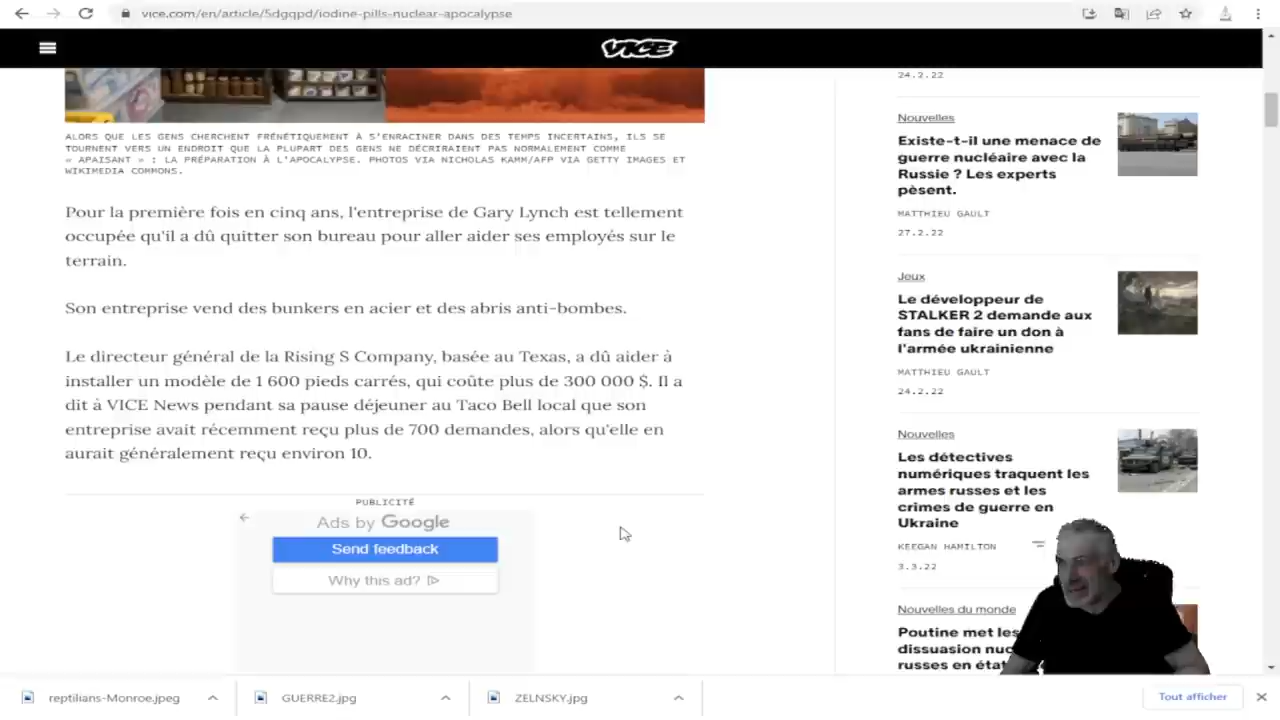 vice.com/en/article/5dgqpd/iodine-pills-nuclear-apocalypse
VICE
ALORS QUE LES GENS CHERCHENT FRÉNÉTIQUEMENT À S'ENRACINER DANS DES TEMPS INCERTAINS, ILS SE
TOURNENT VERS UN ENDROIT QUE LA PLUPART DES GENS NE DÉCRIRAIENT PAS NORMALEMENT COMME
« APAISANT » : LA PRÉPARATION À L'APOCALYPSE. PHOTOS VIA NICHOLAS KAMM/AFP VIA GETTY IMAGES ET
WIKIMEDIA COMMONS.
Pour la première fois en cinq ans, l'entreprise de Gary Lynch est tellement
occupée qu'il a dû quitter son bureau pour aller aider ses employés sur le
terrain.
Son entreprise vend des bunkers en acier et des abris anti-bombes.
Le directeur général de la Rising S Company, basée au Texas, a dû aider à
installer un modèle de 1 600 pieds carrés, qui coûte plus de 300 000 $. Il a
dit à VICE News pendant sa pause déjeuner au Taco Bell local que son
entreprise avait récemment reçu plus de 700 demandes, alors qu'elle en
aurait généralement reçu environ 10.
PUBLICITÉ
Ads by Google
Send feedback
Why this ad?
24.2.22
Nouvelles
Existe-t-il une menace de
guerre nucléaire avec la
Russie ? Les experts
pèsent.
MATTHIEU GAULT
27.2.22
Jeux
Le développeur de
STALKER 2 demande aux
fans de faire un don à
l'armée ukrainienne
MATTHIEU GAULT
24.2.22
Nouvelles
Les détectives
numériques traquent les
armes russes et les
crimes de guerre en
Ukraine
KEEGAN HAMILTON
3.3.22
Nouvelles du monde
Poutine met les
dissuasion nuc
russes en état
reptilians-Monroe.jpeg
GUERRE2.jpg
ZELNSKY.jpg
Tout afficher